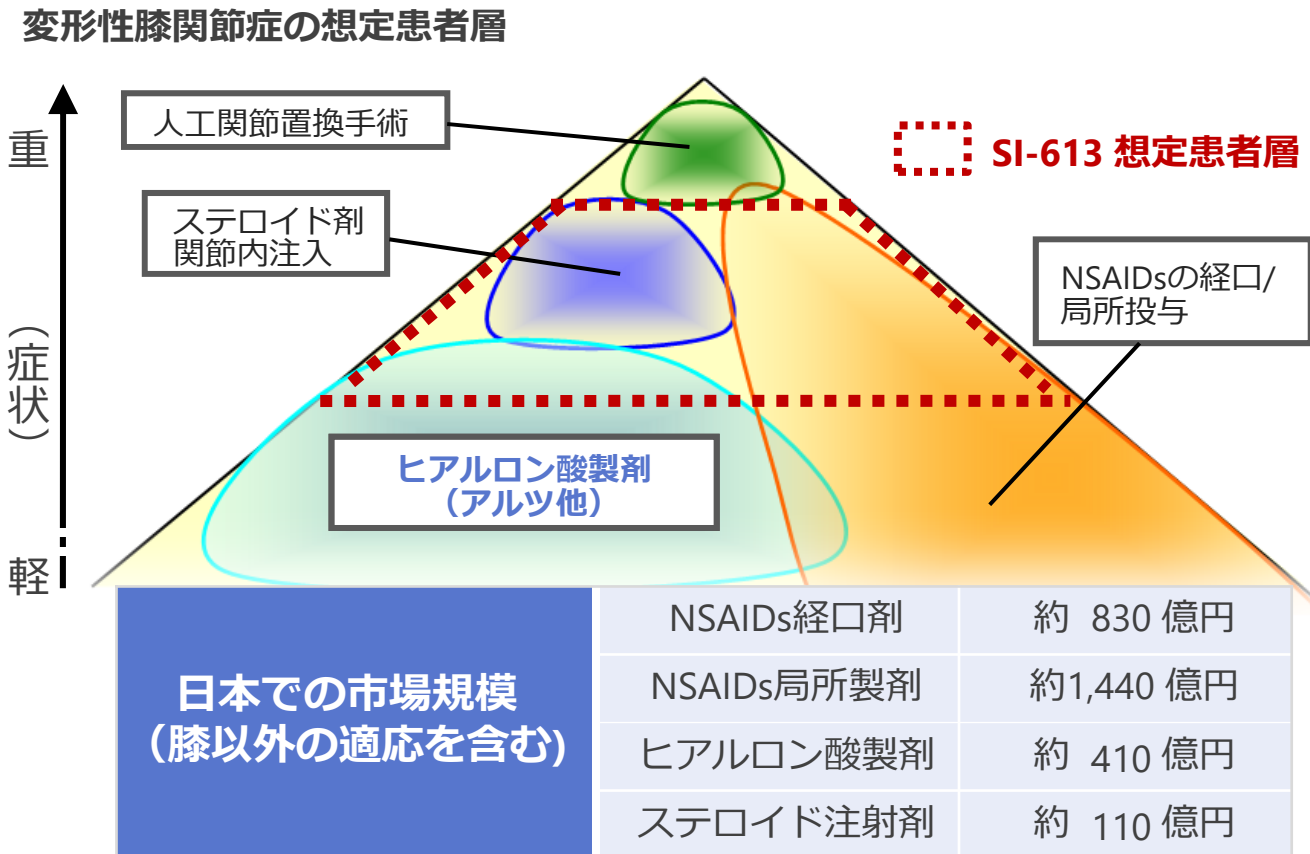 変形性膝関節症の想定患者層
人工関節置換手術
重
SI-613 想定患者層
ステロイド剤
関節内注入
NSAIDsの経口/
局所投与
（症状）
ヒアルロン酸製剤
（アルツ他）
軽
日本での市場規模
（膝以外の適応を含む)
NSAIDs経口剤 約 830 億円
NSAIDs局所製剤 約1,440 億円
ヒアルロン酸製剤 約 410 億円
ステロイド注射剤 約 110 億円